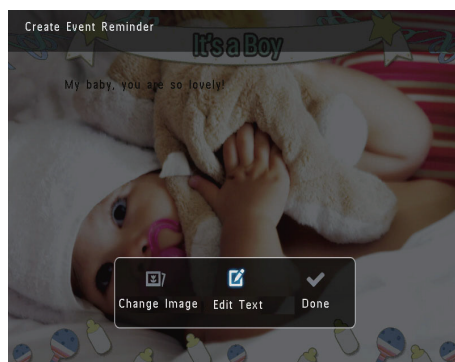 Create Event Reminder
It's a Boy
My baby, you are so lovely!
Change Image Edit Text Done